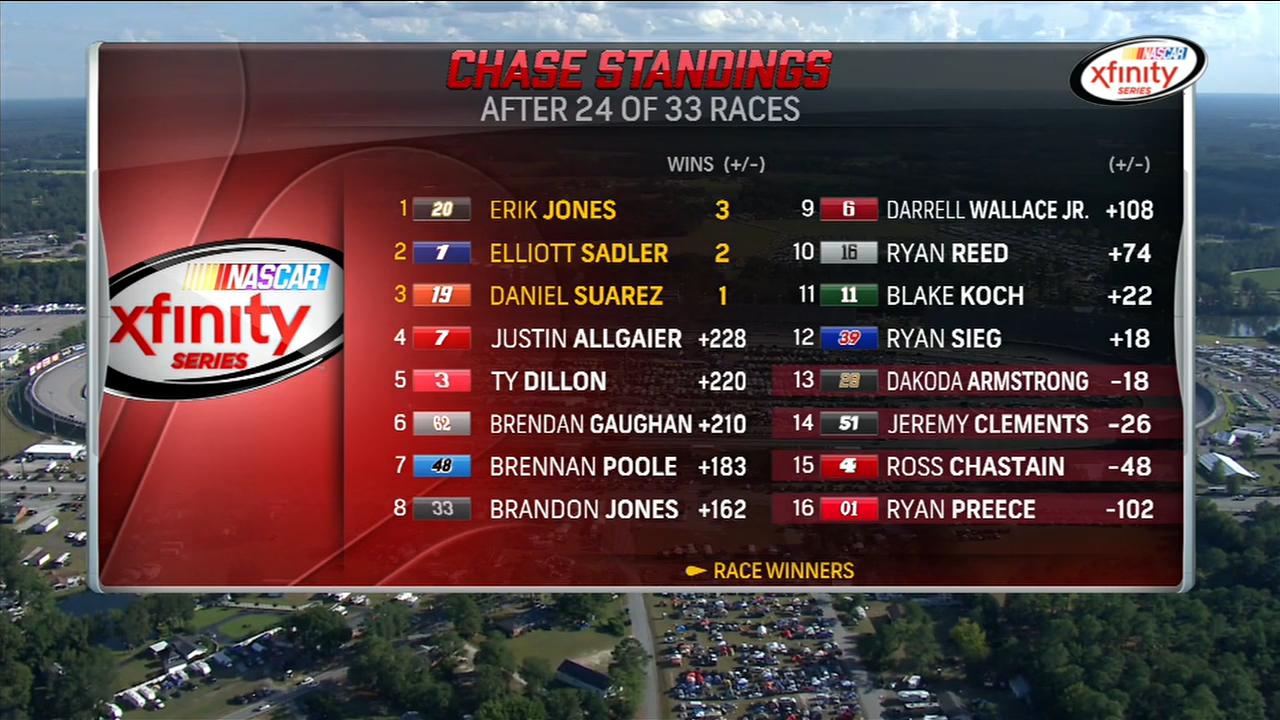 CHASE STANDINGS
AFTER 24 OF 33 RACES
NASCAR
xfinity
SERIES
NASCAR
xfinity
SERIES
WINS (+/-)
1 20 ERIK JONES 3
2 1 ELLIOTT SADLER 2
3 19 DANIEL SUAREZ 1
4 7 JUSTIN ALLGAIER +228
5 3 TY DILLON +220
6 62 BRENDAN GAUGHAN +210
7 48 BRENNAN POOLE +183
8 33 BRANDON JONES +162
(+/-)
9 6 DARRELL WALLACE JR. +108
10 16 RYAN REED +74
11 11 BLAKE KOCH +22
12 39 RYAN SIEG +18
13 28 DAKODA ARMSTRONG -18
14 51 JEREMY CLEMENTS -26
15 4 ROSS CHASTAIN -48
16 01 RYAN PREECE -102
RACE WINNERS